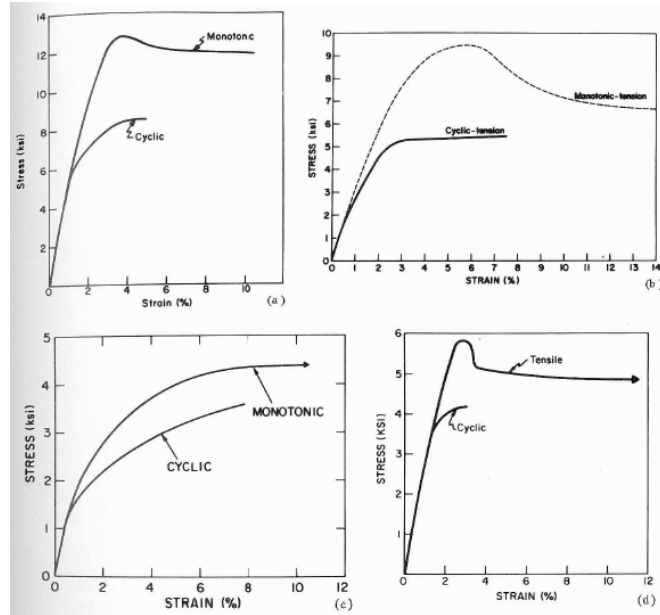 14
12
10
8
6
4
2
0
Stress (ksi)
Monotonic
Cyclic
0 2 4 6 8 10 12
Strain (%)
(a)
10
9
8
7
6
5
4
3
2
1
0
STRESS (ksi)
Monotonic-tension
Cyclic-tension
0 1 2 3 4 5 6 7 8 9 10 11 12 13 14
STRAIN (%)
(b)
5
4
3
2
1
0
STRESS (ksi)
MONOTONIC
CYCLIC
0 2 4 6 8 10 12
STRAIN (%)
(c)
6
5
4
3
2
1
0
STRESS (KSI)
Tensile
Cyclic
0 2 4 6 8 10 12
STRAIN (%)
(d)